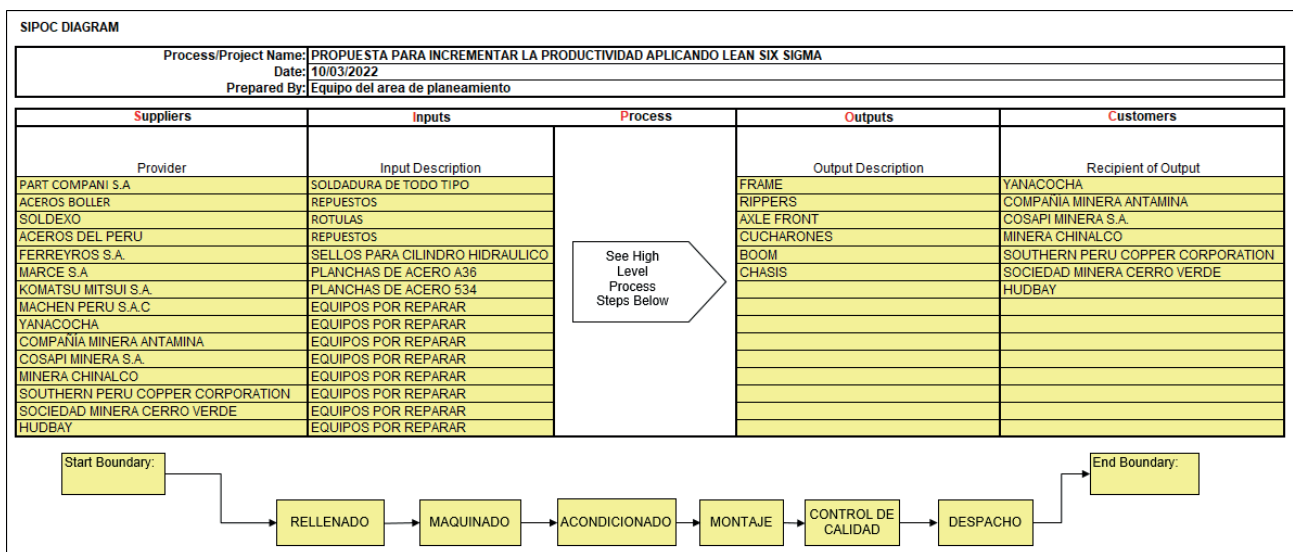 SIPOC DIAGRAM
Process/Project Name: PROPUESTA PARA INCREMENTAR LA PRODUCTIVIDAD APLICANDO LEAN SIX SIGMA
Date: 10/03/2022
Prepared By: Equipo del area de planeamiento
Suppliers Inputs Process Outputs Customers
Provider Input Description Output Description Recipient of Output
PART COMPANI S.A SOLDADURA DE TODO TIPO FRAME YANACOCHA
ACEROS BOLLER REPUESTOS RIPPERS COMPAÑÍA MINERA ANTAMINA
SOLDEXO ROTULAS AXLE FRONT COSAPI MINERA S.A.
ACEROS DEL PERU REPUESTOS CUCHARONES MINERA CHINALCO
FERREYROS S.A. SELLOS PARA CILINDRO HIDRAULICO BOOM SOUTHERN PERU COPPER CORPORATION
MARCE S.A PLANCHAS DE ACERO A36 CHASIS SOCIEDAD MINERA CERRO VERDE
KOMATSU MITSUI S.A. PLANCHAS DE ACERO 534 HUDBAY
MACHEN PERU S.A.C EQUIPOS POR REPARAR
YANACOCHA EQUIPOS POR REPARAR
COMPAÑÍA MINERA ANTAMINA EQUIPOS POR REPARAR
COSAPI MINERA S.A. EQUIPOS POR REPARAR
MINERA CHINALCO EQUIPOS POR REPARAR
SOUTHERN PERU COPPER CORPORATION EQUIPOS POR REPARAR
SOCIEDAD MINERA CERRO VERDE EQUIPOS POR REPARAR
HUDBAY EQUIPOS POR REPARAR
See High
Level
Process
Steps Below
Start Boundary:
RELLENADO
MAQUINADO
ACONDICIONADO
MONTAJE
CONTROL DE
CALIDAD
DESPACHO
End Boundary: